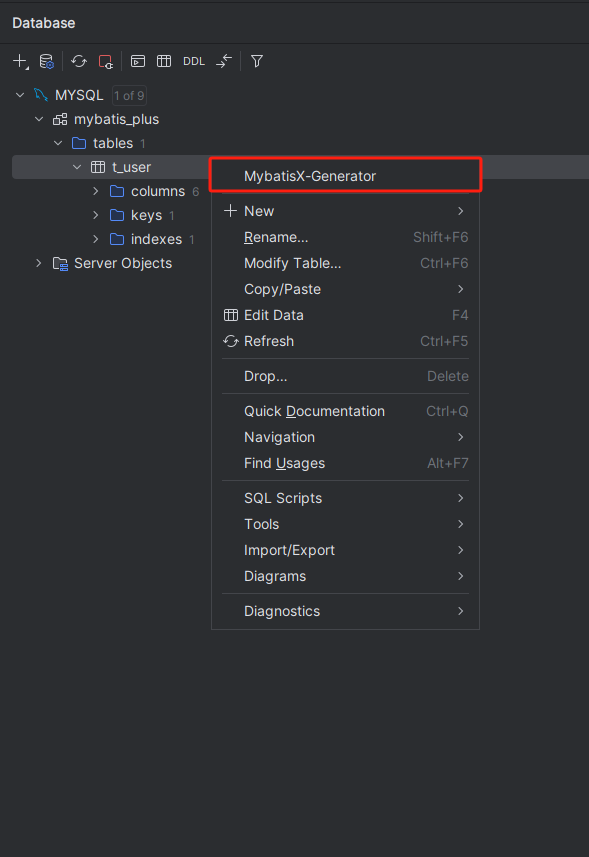 Database
DDL
MYSQL 1 of 9
mybatis_plus
tables 1
t_user
columns 6
keys 1
indexes 1
Server Objects
MybatisX-Generator
New
Rename... Shift+F6
Modify Table... Ctrl+F6
Copy/Paste
Edit Data F4
Refresh Ctrl+F5
Drop... Delete
Quick Documentation Ctrl+Q
Navigation
Find Usages Alt+F7
SQL Scripts
Tools
Import/Export
Diagrams
Diagnostics